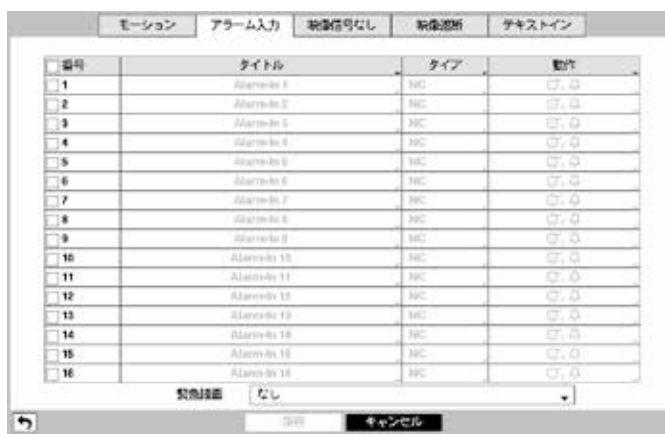 モーション アラーム入力 映像信号なし 映像遮断 テキストイン
番号 タイトル タイプ 動作
1 Alarm-In 1 NC
2 Alarm-In 2 NC
3 Alarm-In 3 NC
4 Alarm-In 4 NC
5 Alarm-In 5 NC
6 Alarm-In 6 NC
7 Alarm-In 7 NC
8 Alarm-In 8 NC
9 Alarm-In 9 NC
10 Alarm-In 10 NC
11 Alarm-In 11 NC
12 Alarm-In 12 NC
13 Alarm-In 13 NC
14 Alarm-In 14 NC
15 Alarm-In 15 NC
16 Alarm-In 16 NC
緊急録画 なし
キャンセル